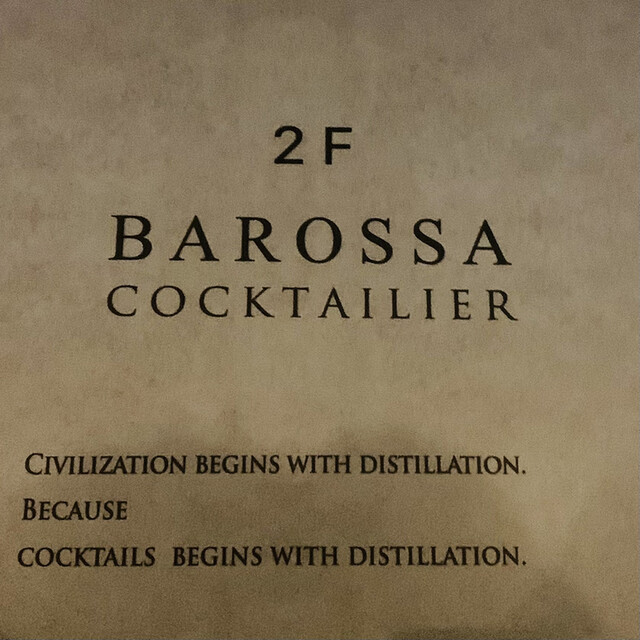 2F
BAROSSA
COCKTAILIER
CIVILIZATION BEGINS WITH DISTILLATION.
BECAUSE
COCKTAILS BEGINS WITH DISTILLATION.